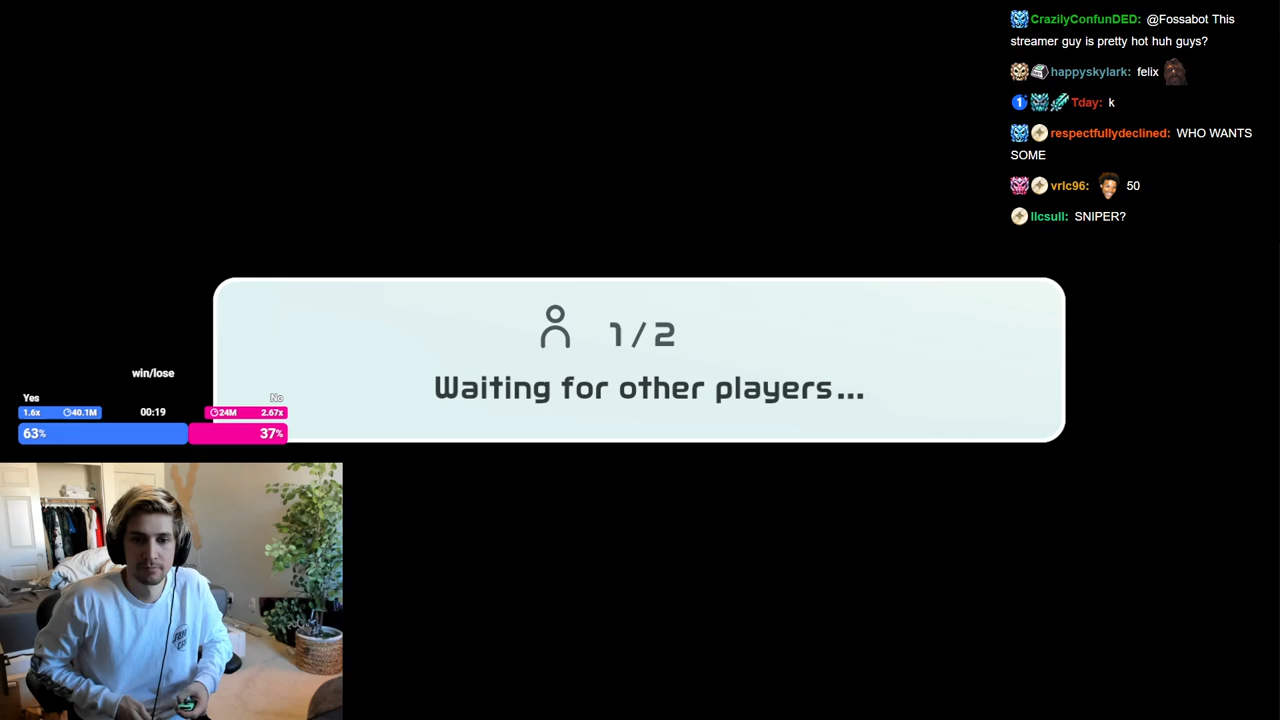 CrazilyConfunDED: @Fossabot This
streamer guy is pretty hot huh guys?
happyskylark: felix
1 Tday: k
respectfullydeclined: WHO WANTS
SOME
vrlc96: 50
llcsull: SNIPER?
1/2
Waiting for other players...
win/lose
Yes No
1.6x 40.1M 00:19 24M 2.67x
63% 37%